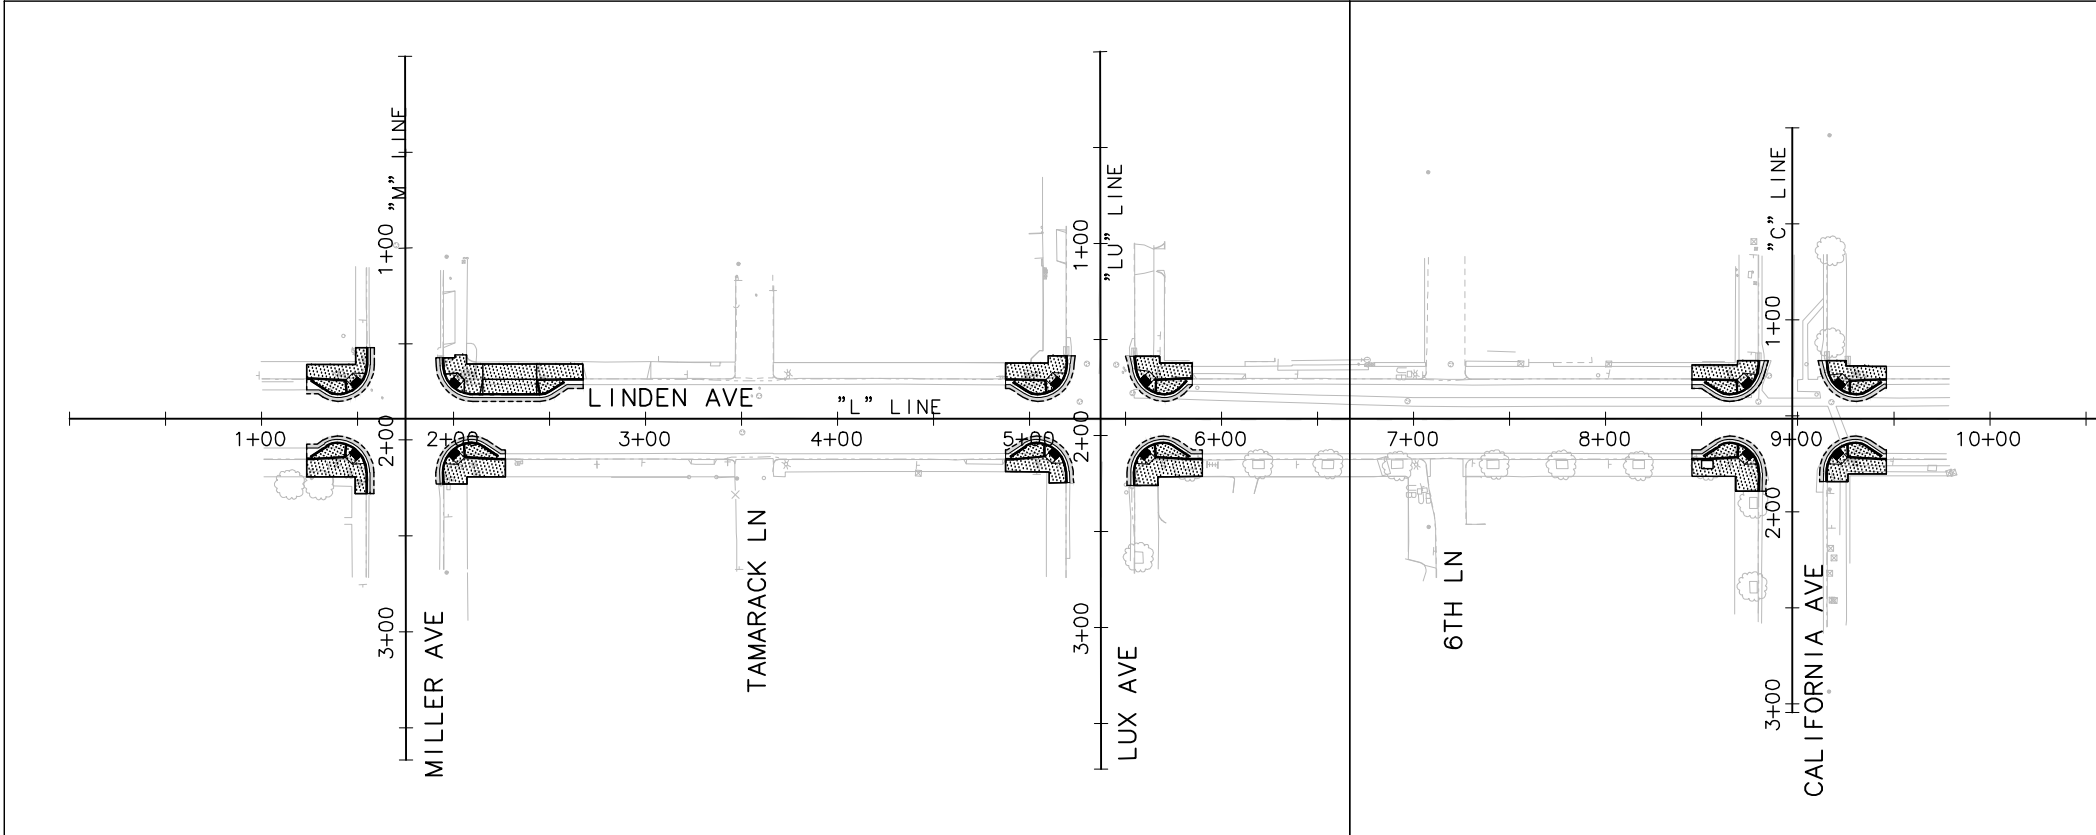 "M" LINE
1+00
2+00
3+00
MILLER AVE
LINDEN AVE
"L" LINE
1+00
2+00
3+00
4+00
5+00
6+00
7+00
8+00
9+00
10+00
TAMARACK LN
"LU" LINE
1+00
2+00
3+00
LUX AVE
6TH LN
"C" LINE
1+00
2+00
3+00
CALIFORNIA AVE